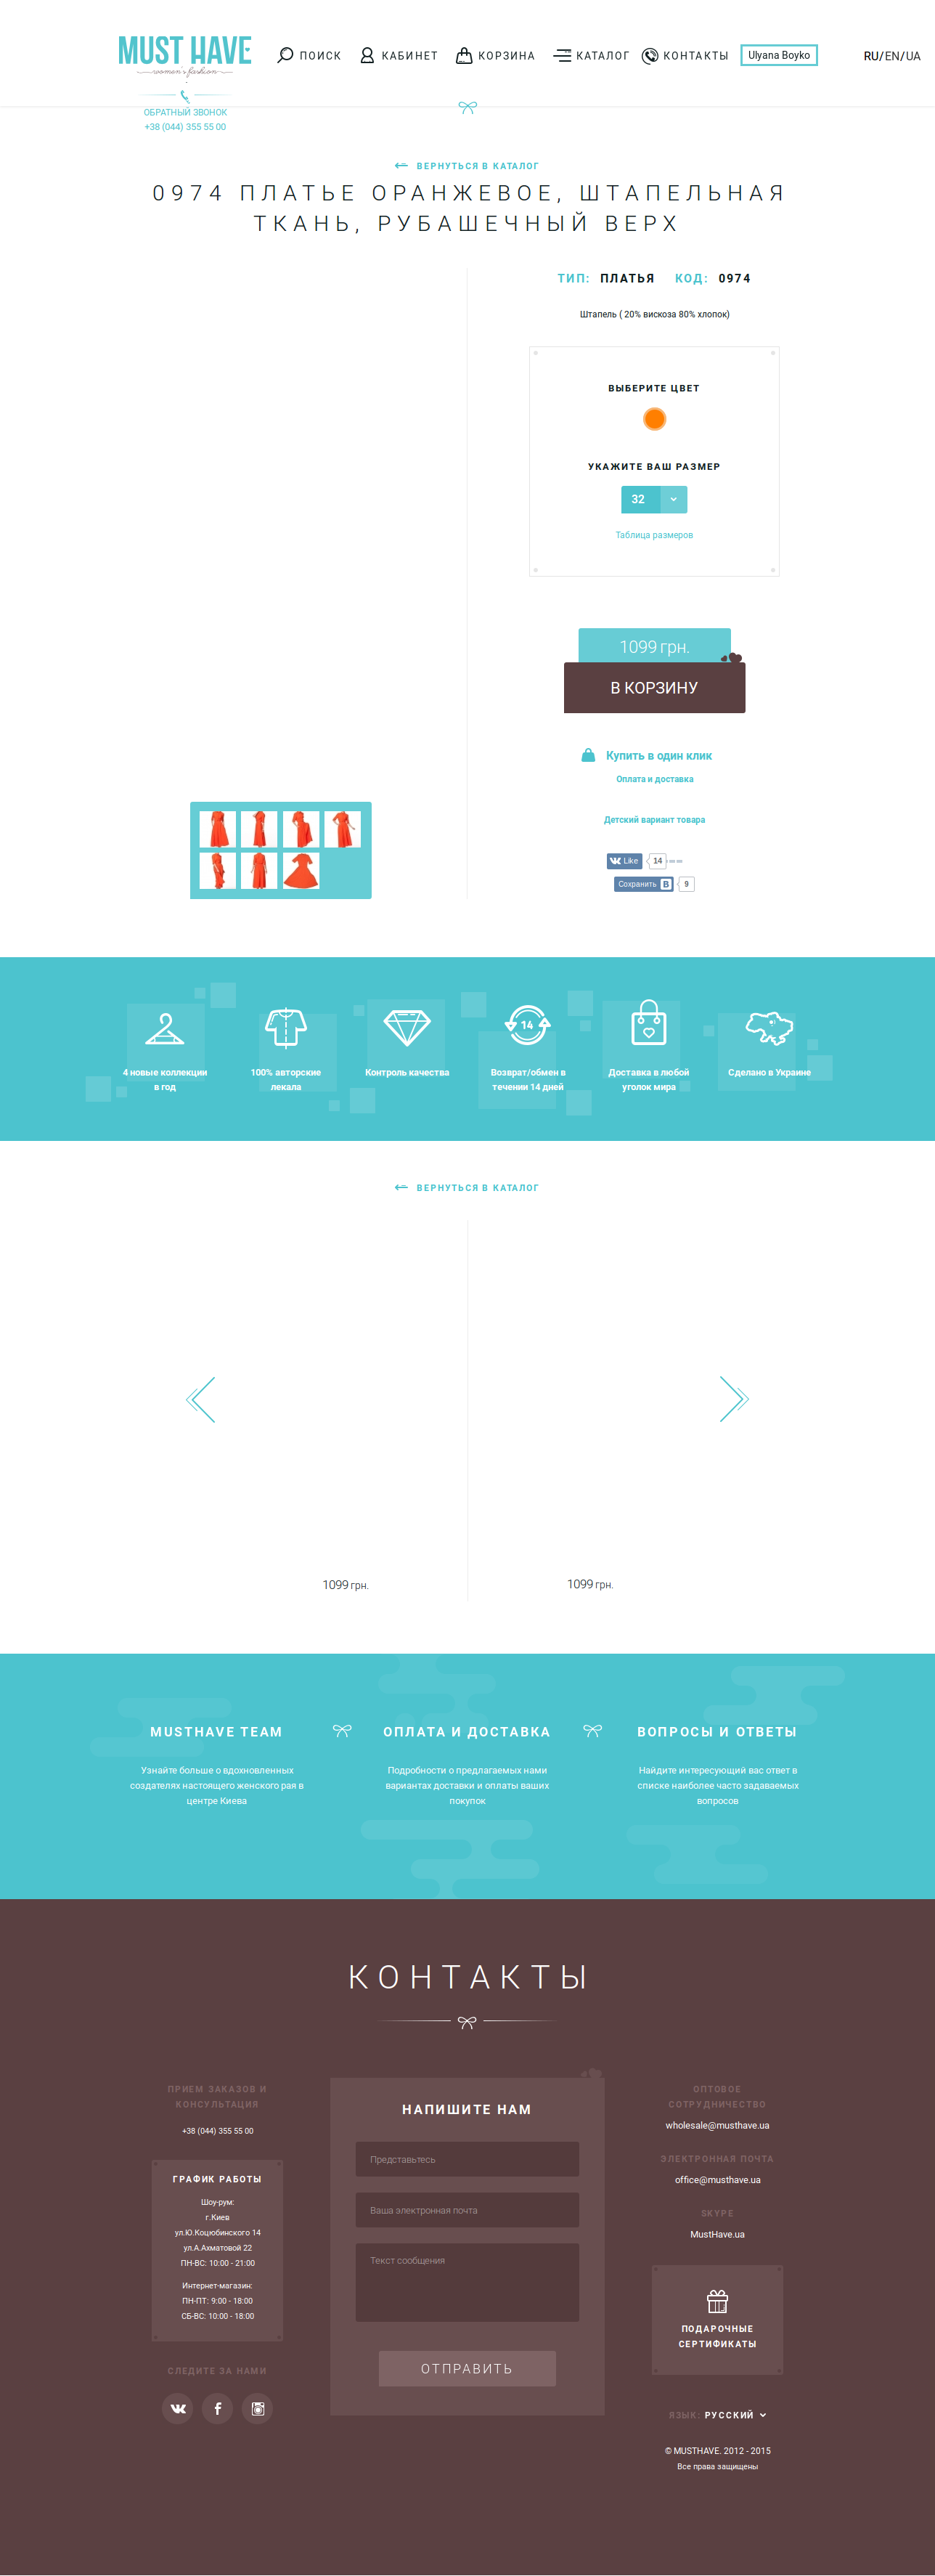 MUST HAVE
women's fashion
ПОИСК
КАБИНЕТ
КОРЗИНА
КАТАЛОГ
КОНТАКТЫ
Ulyana Boyko
RU/EN/UA
ОБРАТНЫЙ ЗВОНОК
+38 (044) 355 55 00
ВЕРНУТЬСЯ В КАТАЛОГ
0974 ПЛАТЬЕ ОРАНЖЕВОЕ, ШТАПЕЛЬНАЯ
ТКАНЬ, РУБАШЕЧНЫЙ ВЕРХ
ТИП: ПЛАТЬЯ КОД: 0974
Штапель ( 20% вискоза 80% хлопок)
ВЫБЕРИТЕ ЦВЕТ
УКАЖИТЕ ВАШ РАЗМЕР
32
Таблица размеров
1099 грн.
В КОРЗИНУ
Купить в один клик
Оплата и доставка
Детский вариант товара
Like 14
Сохранить B 9
4 новые коллекции
в год
100% авторские
лекала
Контроль качества
14
Возврат/обмен в
течении 14 дней
Доставка в любой
уголок мира
Сделано в Украине
ВЕРНУТЬСЯ В КАТАЛОГ
1099 грн.
1099 грн.
MUSTHAVE TEAM
Узнайте больше о вдохновленных
создателях настоящего женского рая в
центре Киева
ОПЛАТА И ДОСТАВКА
Подробности о предлагаемых нами
вариантах доставки и оплаты ваших
покупок
ВОПРОСЫ И ОТВЕТЫ
Найдите интересующий вас ответ в
списке наиболее часто задаваемых
вопросов
КОНТАКТЫ
ПРИЕМ ЗАКАЗОВ И
КОНСУЛЬТАЦИЯ
+38 (044) 355 55 00
ГРАФИК РАБОТЫ
Шоу-рум:
г.Киев
ул.Ю.Коцюбинского 14
ул.А.Ахматовой 22
ПН-ВС: 10:00 - 21:00
Интернет-магазин:
ПН-ПТ: 9:00 - 18:00
СБ-ВС: 10:00 - 18:00
СЛЕДИТЕ ЗА НАМИ
НАПИШИТЕ НАМ
Представьтесь
Ваша электронная почта
Текст сообщения
ОТПРАВИТЬ
ОПТОВОЕ
СОТРУДНИЧЕСТВО
wholesale@musthave.ua
ЭЛЕКТРОННАЯ ПОЧТА
office@musthave.ua
SKYPE
MustHave.ua
ПОДАРОЧНЫЕ
СЕРТИФИКАТЫ
ЯЗЫК: РУССКИЙ
© MUSTHAVE. 2012 - 2015
Все права защищены